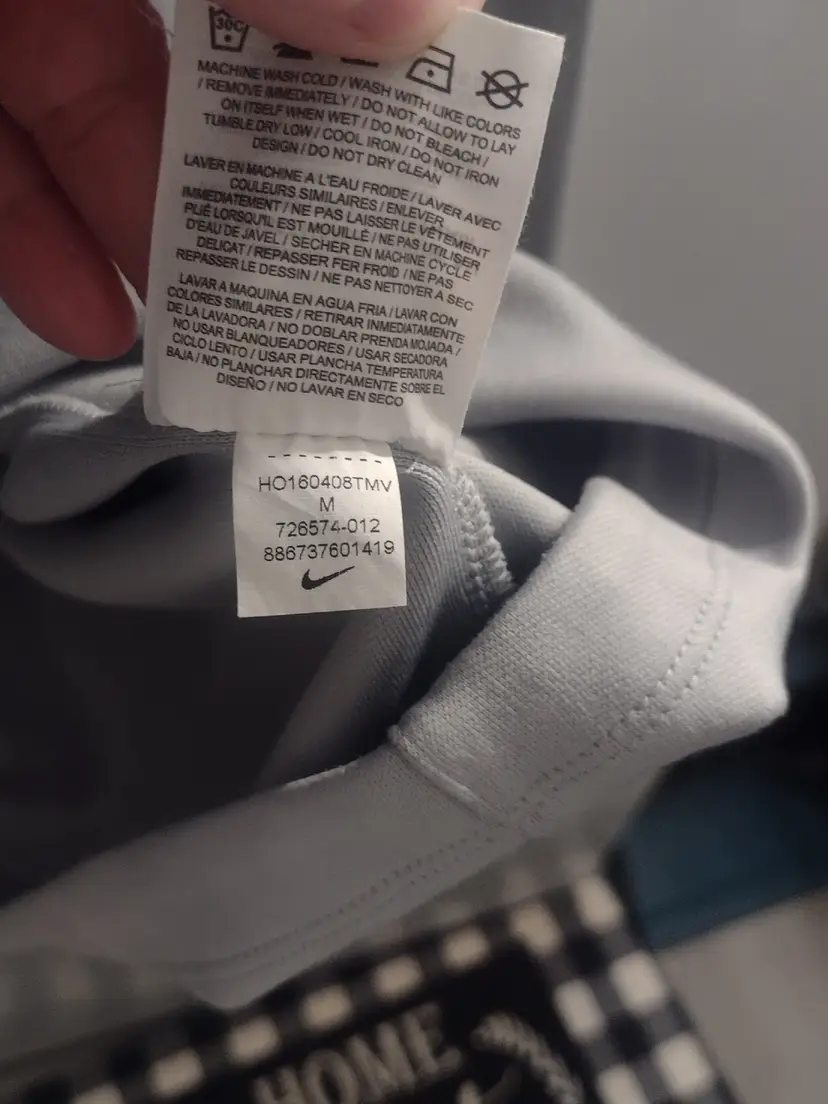 30C
MACHINE WASH COLD / WASH WITH LIKE COLORS
/ REMOVE IMMEDIATELY / DO NOT ALLOW TO LAY
ON ITSELF WHEN WET / DO NOT BLEACH /
TUMBLE DRY LOW / COOL IRON / DO NOT IRON
DESIGN / DO NOT DRY CLEAN
LAVER EN MACHINE A L'EAU FROIDE / LAVER AVEC
COULEURS SIMILAIRES / ENLEVER
IMMEDIATEMENT / NE PAS LAISSER LE VÊTEMENT
PLIÉ LORSQU'IL EST MOUILLÉ / NE PAS UTILISER
D'EAU DE JAVEL / SECHER EN MACHINE CYCLE
DELICAT / REPASSER FER FROID / NE PAS
REPASSER LE DESSIN / NE PAS NETTOYER A SEC
LAVAR A MAQUINA EN AGUA FRIA / LAVAR CON
COLORES SIMILARES / RETIRAR INMEDIATAMENTE
DE LA LAVADORA / NO DOBLAR PRENDA MOJADA /
NO USAR BLANQUEADORES / USAR SECADORA
CICLO LENTO / USAR PLANCHA TEMPERATURA
BAJA / NO PLANCHAR DIRECTAMENTE SOBRE EL
DISEÑO / NO LAVAR EN SECO
HO160408TMV
M
726574-012
886737601419
HOME